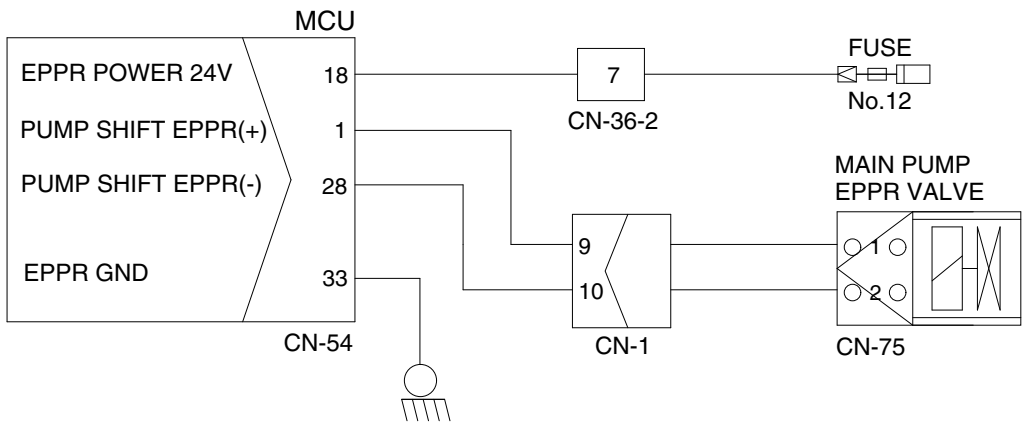 MCU
EPPR POWER 24V
18
7
CN-36-2
FUSE
No.12
PUMP SHIFT EPPR(+)
1
PUMP SHIFT EPPR(-)
28
MAIN PUMP
EPPR VALVE
9
10
1
2
EPPR GND
33
CN-54
CN-1
CN-75